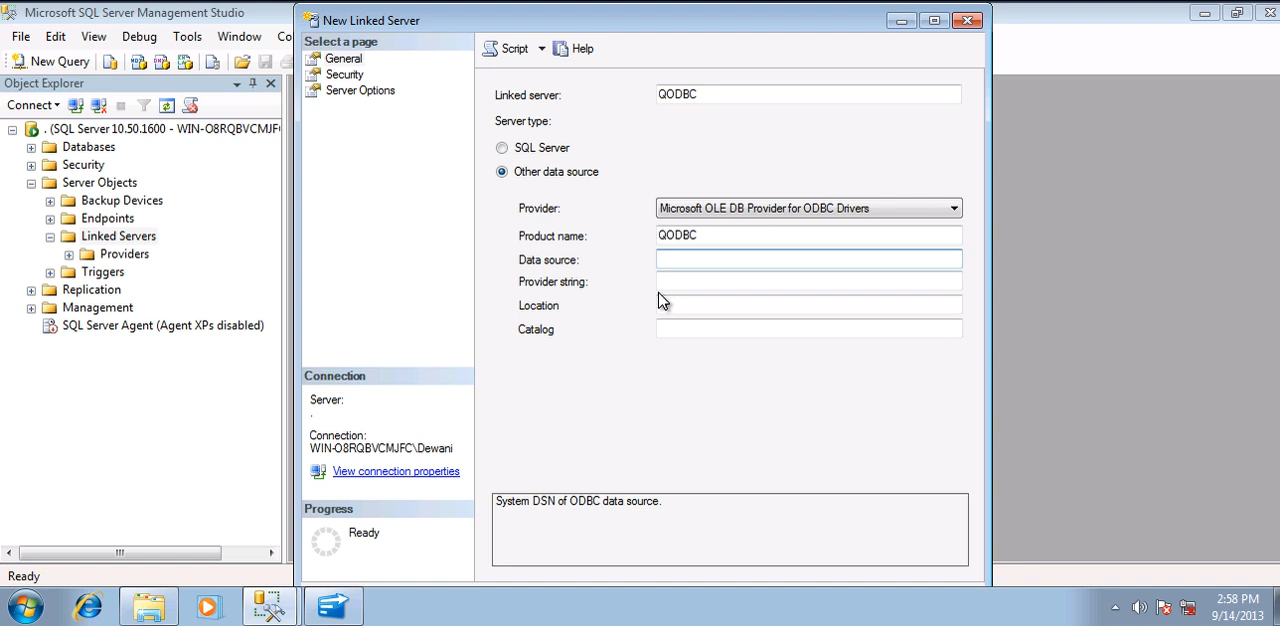 Microsoft SQL Server Management Studio
File Edit View Debug Tools Window Co
New Query
Object Explorer
Connect
. (SQL Server 10.50.1600 - WIN-O8RQBVCMJF
Databases
Security
Server Objects
Backup Devices
Endpoints
Linked Servers
Providers
Triggers
Replication
Management
SQL Server Agent (Agent XPs disabled)
Ready
New Linked Server
Select a page
General
Security
Server Options
Connection
Server:
.
Connection:
WIN-O8RQBVCMJFC\Dewani
View connection properties
Progress
Ready
Script Help
Linked server: QODBC
Server type:
SQL Server
Other data source
Provider: Microsoft OLE DB Provider for ODBC Drivers
Product name: QODBC
Data source:
Provider string:
Location
Catalog
System DSN of ODBC data source.
2:58 PM
9/14/2013